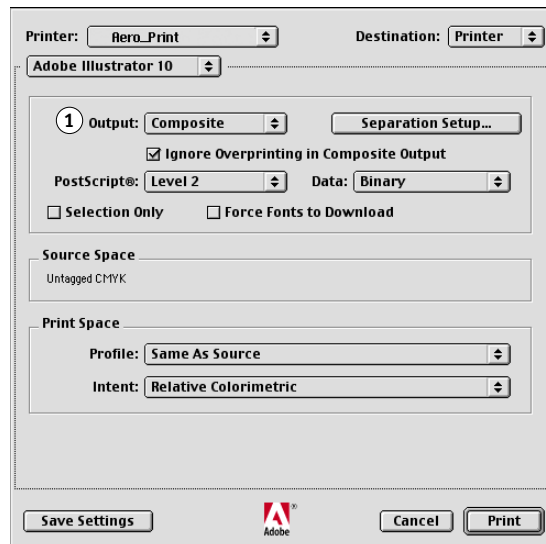 Printer: Aero_Print Destination: Printer
Adobe Illustrator 10
1 Output: Composite Separation Setup...
Ignore Overprinting in Composite Output
PostScript®: Level 2 Data: Binary
Selection Only Force Fonts to Download
Source Space
Untagged CMYK
Print Space
Profile: Same As Source
Intent: Relative Colorimetric
Save Settings Adobe ® Cancel Print